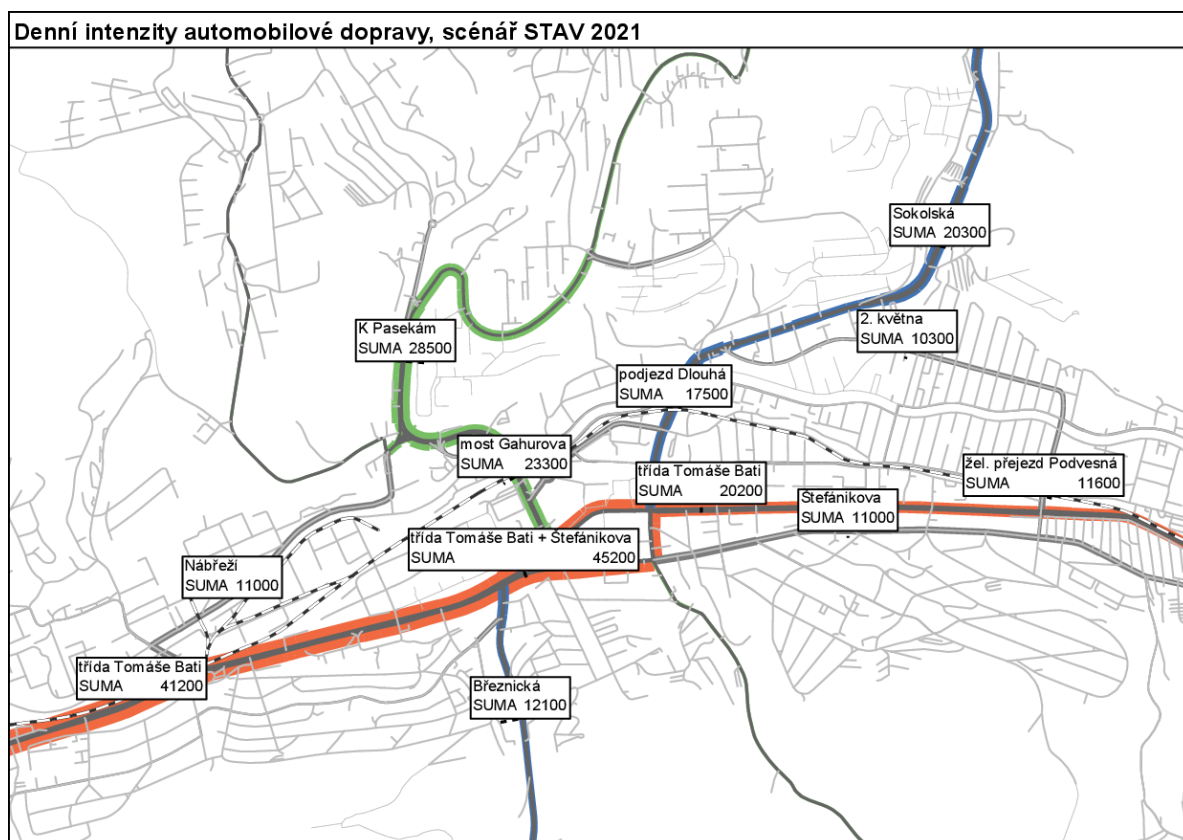 Denní intenzity automobilové dopravy, scénář STAV 2021
Sokolská
SUMA 20300
2. května
SUMA 10300
K Pasekám
SUMA 28500
podjezd Dlouhá
SUMA 17500
most Gahurova
SUMA 23300
třída Tomáše Bati
SUMA 20200
žel. přejezd Podvesná
SUMA 11600
Štefánikova
SUMA 11000
třída Tomáše Bati + Štefánikova
SUMA 45200
Nábřeží
SUMA 11000
třída Tomáše Bati
SUMA 41200
Březnická
SUMA 12100